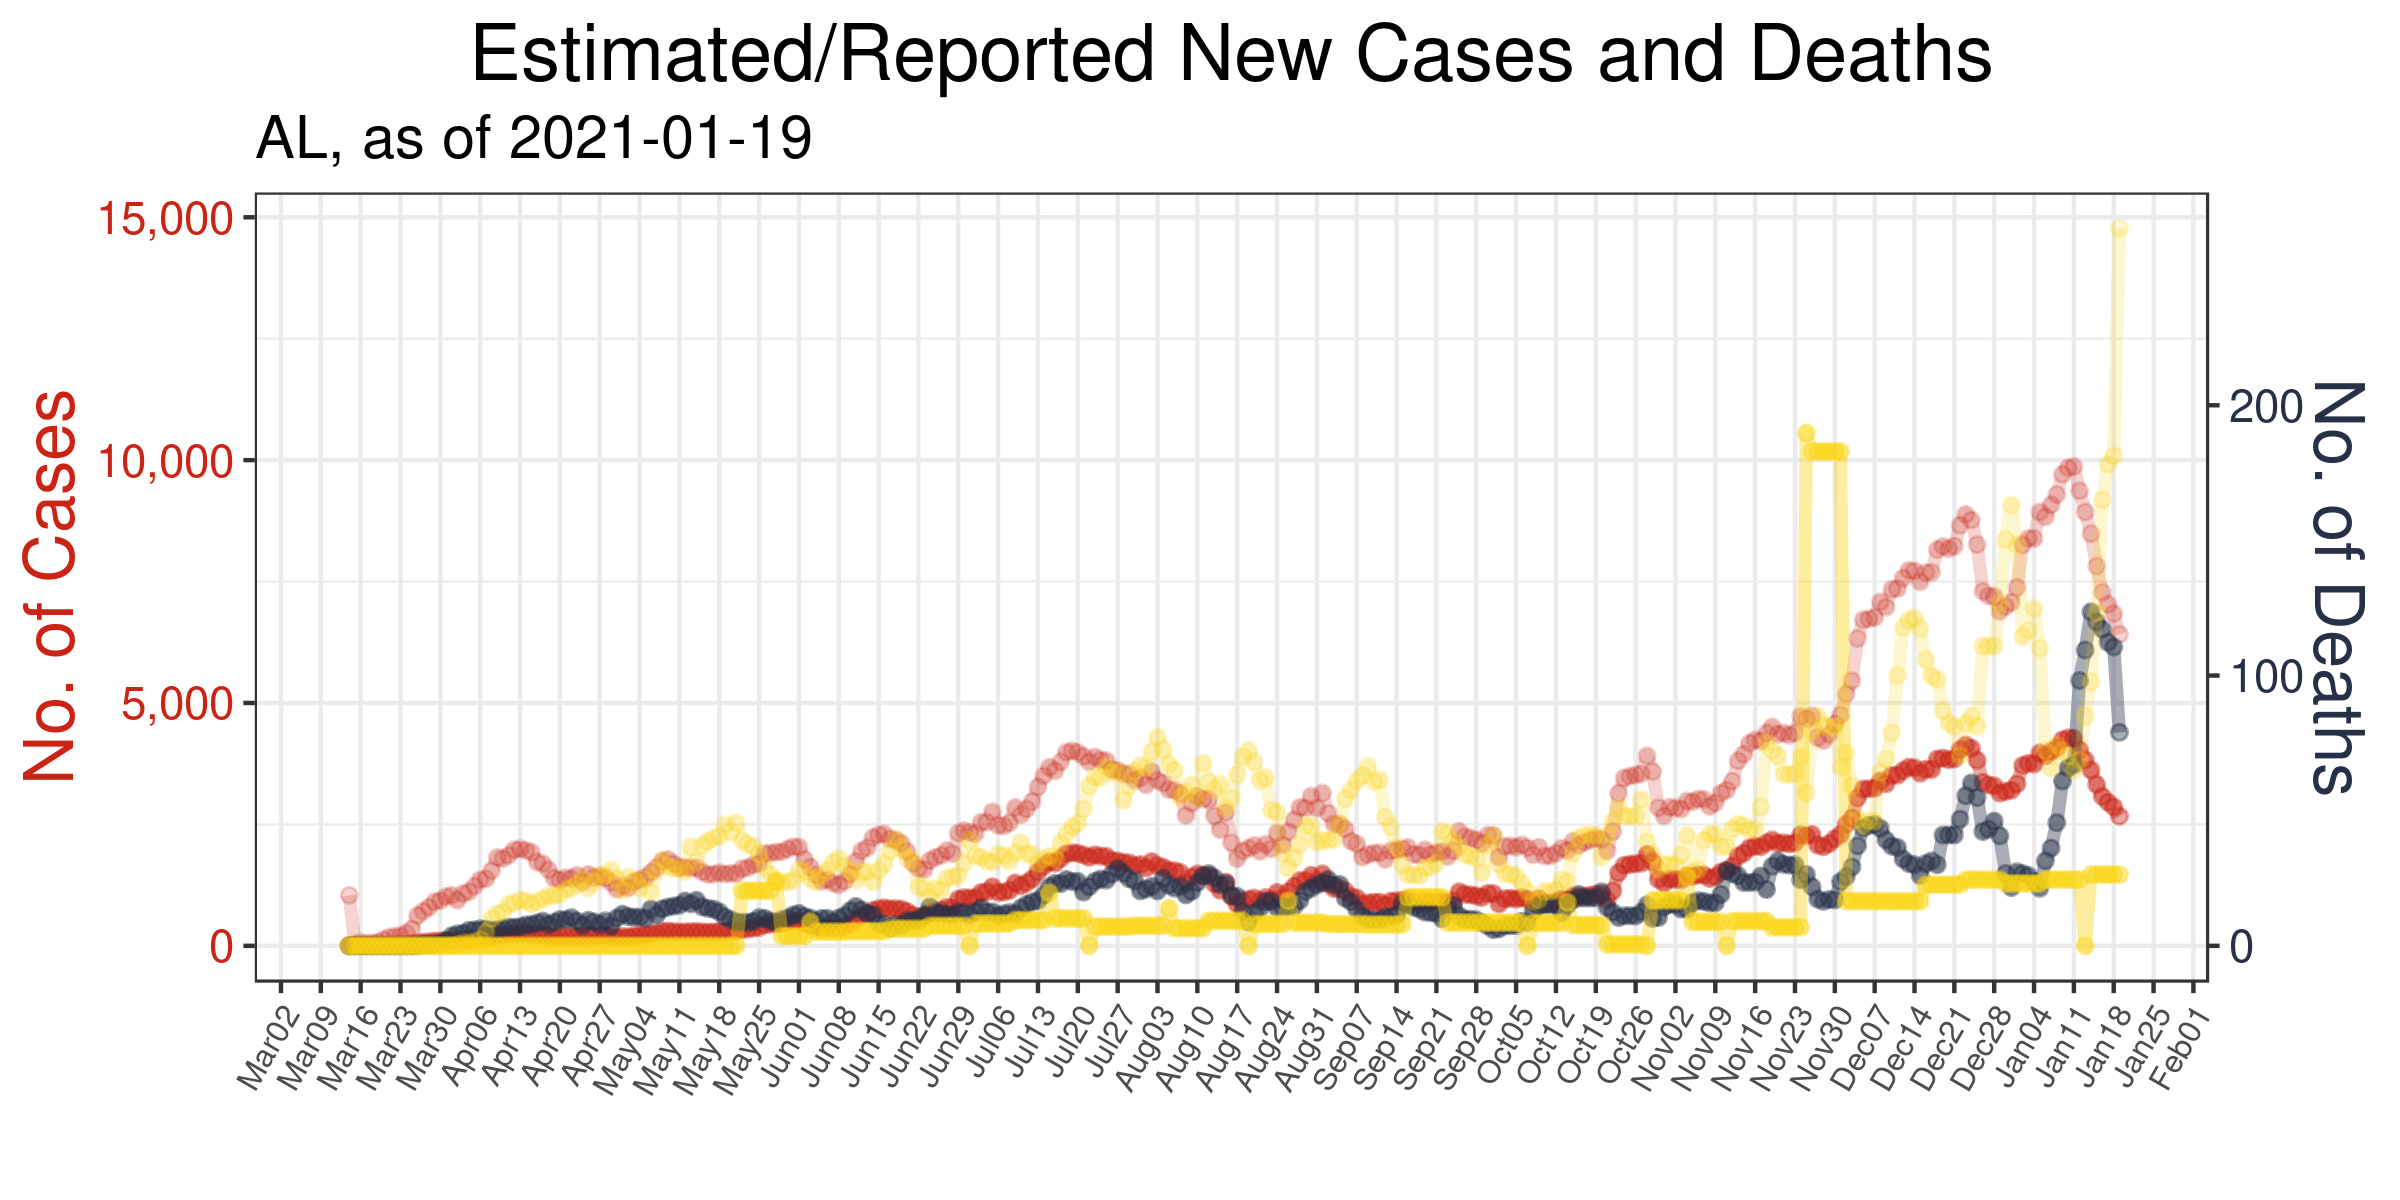 Estimated/Reported New Cases and Deaths
AL, as of 2021-01-19
No. of Cases
15,000
10,000
5,000
0
No. of Deaths
200
100
0
Mar02
Mar09
Mar16
Mar23
Mar30
Apr06
Apr13
Apr20
Apr27
May04
May11
May18
May25
Jun01
Jun08
Jun15
Jun22
Jun29
Jul06
Jul13
Jul20
Jul27
Aug03
Aug10
Aug17
Aug24
Aug31
Sep07
Sep14
Sep21
Sep28
Oct05
Oct12
Oct19
Oct26
Nov02
Nov09
Nov16
Nov23
Nov30
Dec07
Dec14
Dec21
Dec28
Jan04
Jan11
Jan18
Jan25
Feb01